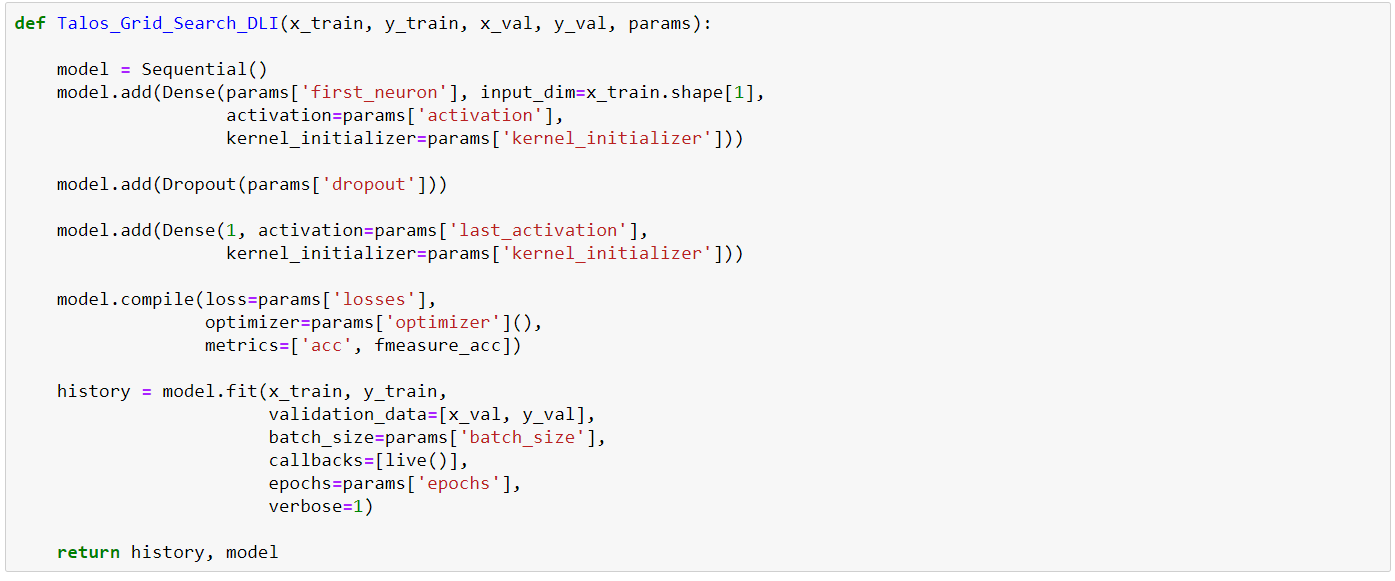 def Talos_Grid_Search_DLI(x_train, y_train, x_val, y_val, params):

    model = Sequential()
    model.add(Dense(params['first_neuron'], input_dim=x_train.shape[1],
                    activation=params['activation'],
                    kernel_initializer=params['kernel_initializer']))

    model.add(Dropout(params['dropout']))

    model.add(Dense(1, activation=params['last_activation'],
                    kernel_initializer=params['kernel_initializer']))

    model.compile(loss=params['losses'],
                  optimizer=params['optimizer'](),
                  metrics=['acc', fmeasure_acc])

    history = model.fit(x_train, y_train,
                        validation_data=[x_val, y_val],
                        batch_size=params['batch_size'],
                        callbacks=[live()],
                        epochs=params['epochs'],
                        verbose=1)

    return history, model